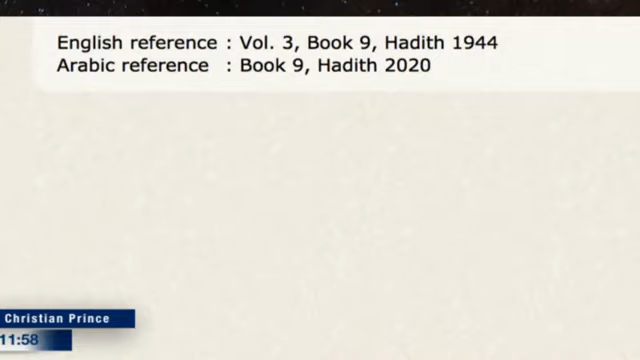 English reference : Vol. 3, Book 9, Hadith 1944
Arabic reference : Book 9, Hadith 2020
Christian Prince
11:58